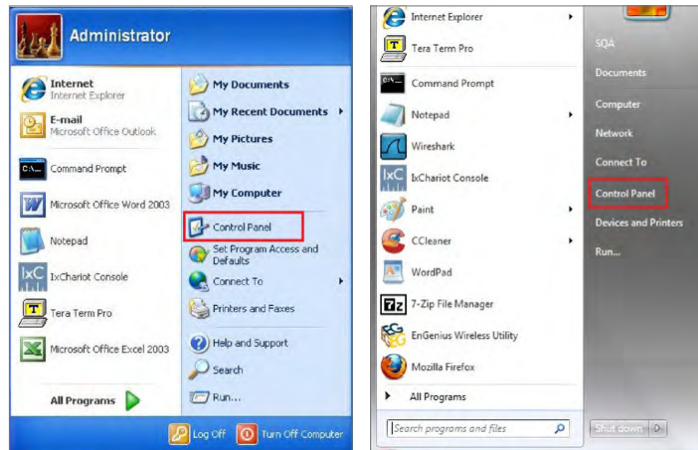 Administrator
Internet
Internet Explorer
E-mail
Microsoft Office Outlook
Command Prompt
Microsoft Office Word 2003
Notepad
IxC
IxChariot Console
Tera Term Pro
Microsoft Office Excel 2003
All Programs
My Documents
My Recent Documents
My Pictures
My Music
My Computer
Control Panel
Set Program Access and
Defaults
Connect To
Printers and Faxes
Help and Support
Search
Run...
Log Off
Turn Off Computer
Internet Explorer
Tera Term Pro
Command Prompt
Notepad
Wireshark
IxC
IxChariot Console
Paint
CCleaner
WordPad
7z
7-Zip File Manager
EnGenius Wireless Utility
Mozilla Firefox
All Programs
Search programs and files
SQA
Documents
Computer
Network
Connect To
Control Panel
Devices and Printers
Run...
Shut down